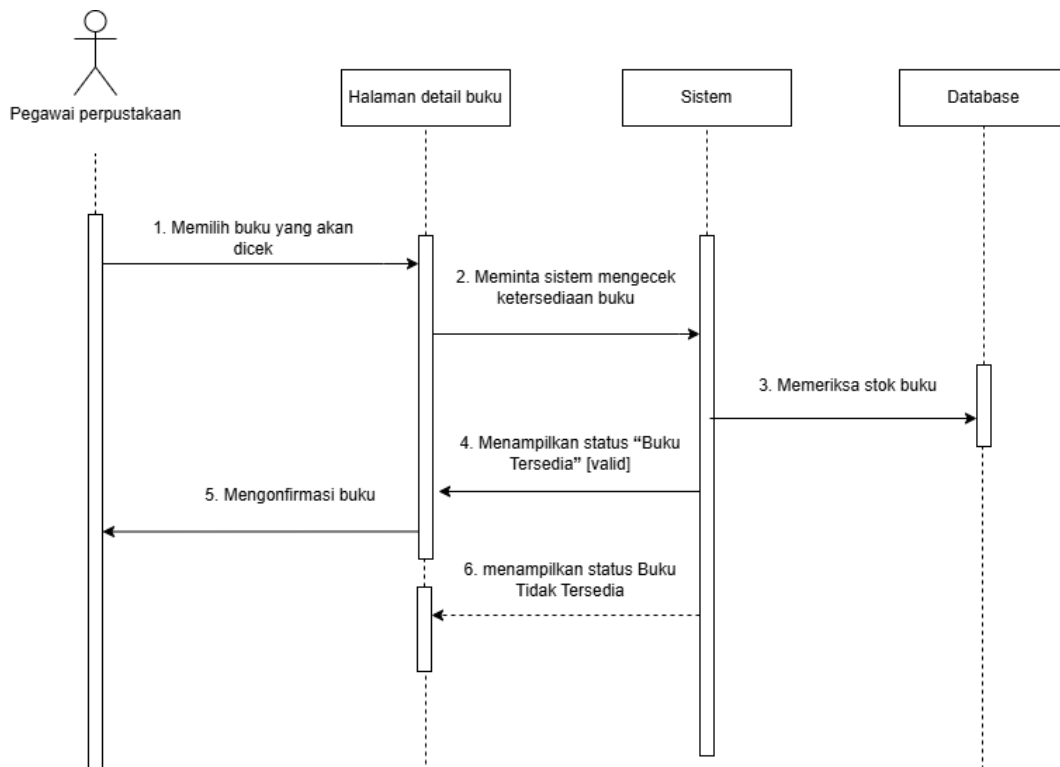 Pegawai perpustakaan
Halaman detail buku
Sistem
Database
1. Memilih buku yang akan
dicek
2. Meminta sistem mengecek
ketersediaan buku
3. Memeriksa stok buku
4. Menampilkan status “Buku
Tersedia” [valid]
5. Mengonfirmasi buku
6. menampilkan status Buku
Tidak Tersedia